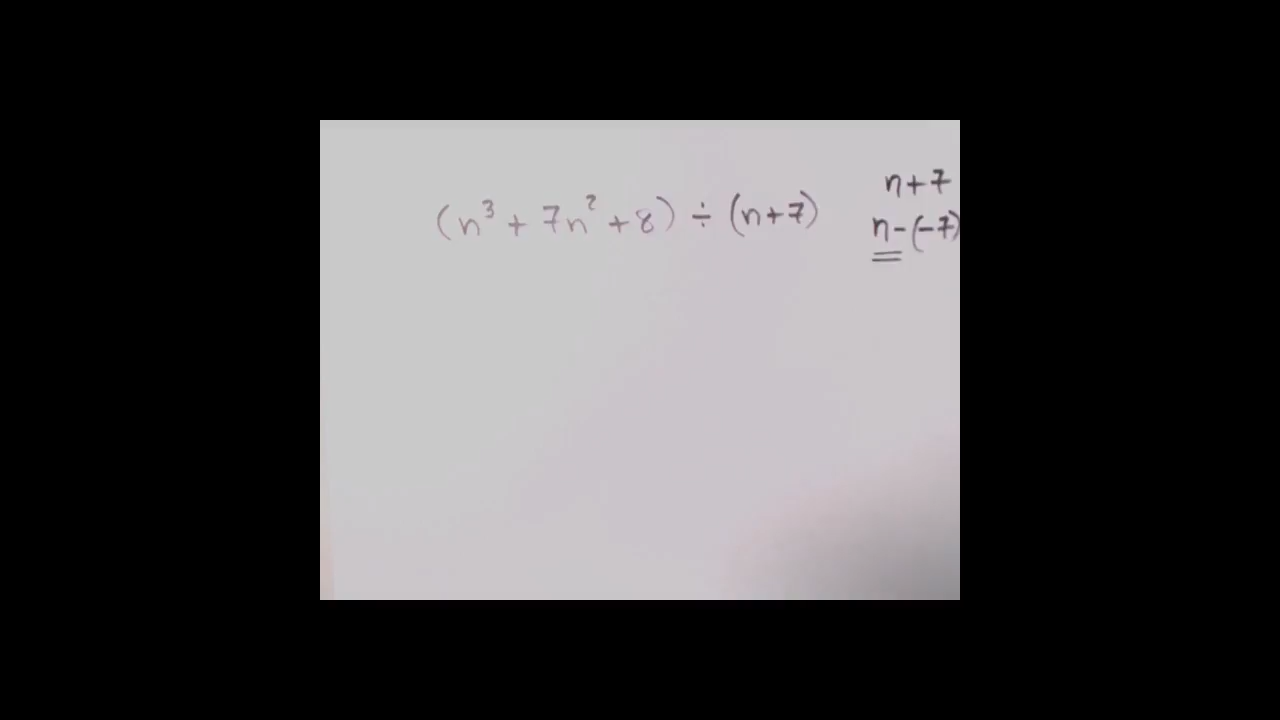 (n³ + 7n² + 8) ÷ (n+7)
n+7
n-(-7)